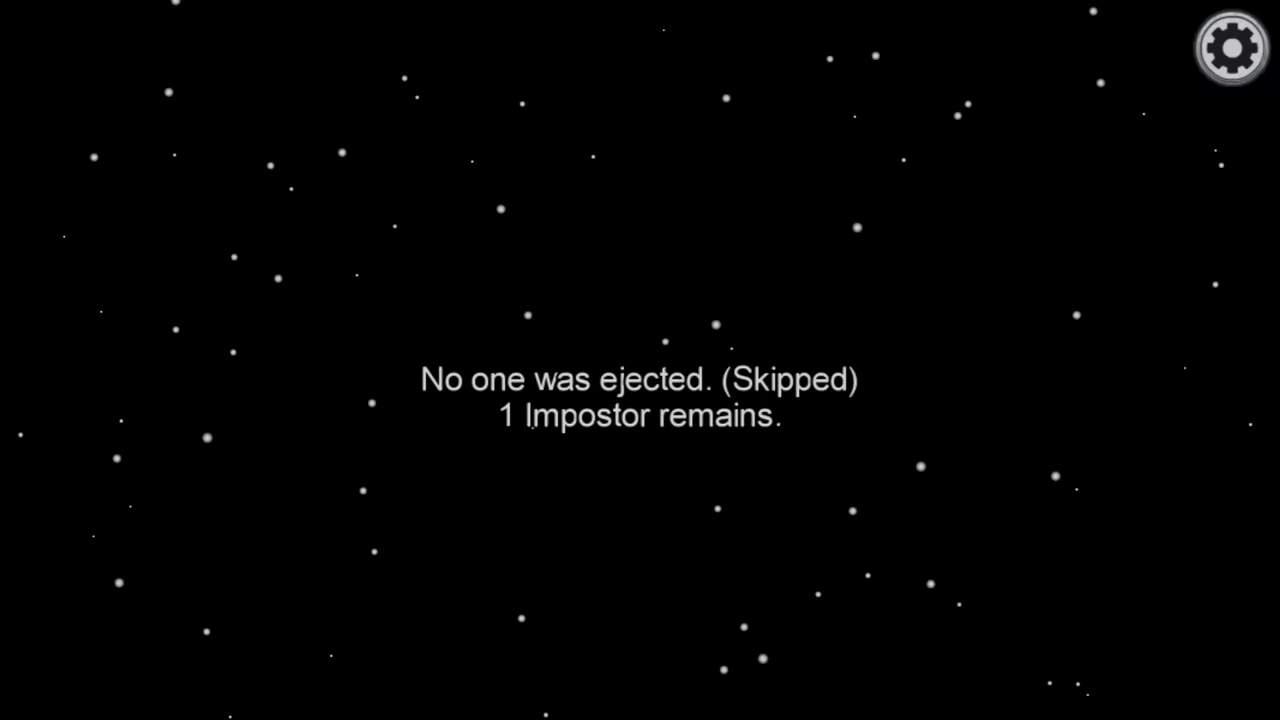 No one was ejected. (Skipped)
1 Impostor remains.